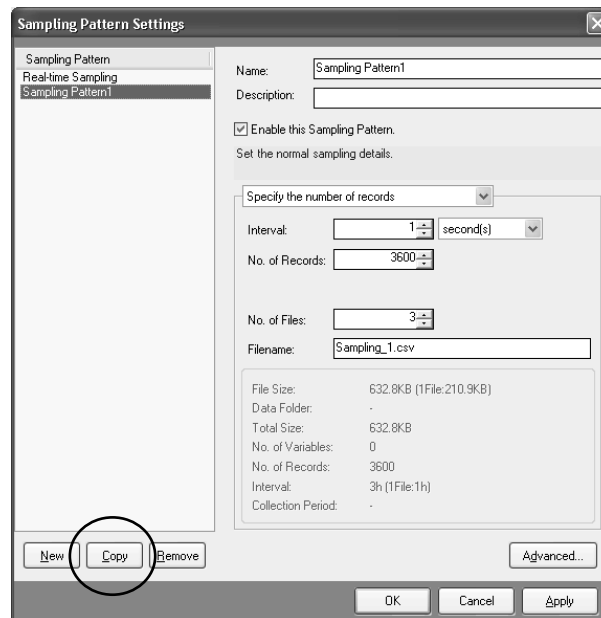 Sampling Pattern Settings
Sampling Pattern
Real-time Sampling
Sampling Pattern1
Name: Sampling Pattern1
Description:
Enable this Sampling Pattern.
Set the normal sampling details.
Specify the number of records
Interval: 1 second(s)
No. of Records: 3600
No. of Files: 3
Filename: Sampling_1.csv
File Size: 632.8KB (1File:210.9KB)
Data Folder: -
Total Size: 632.8KB
No. of Variables: 0
No. of Records: 3600
Interval: 3h (1File:1h)
Collection Period: -
New Copy Remove Advanced...
OK Cancel Apply